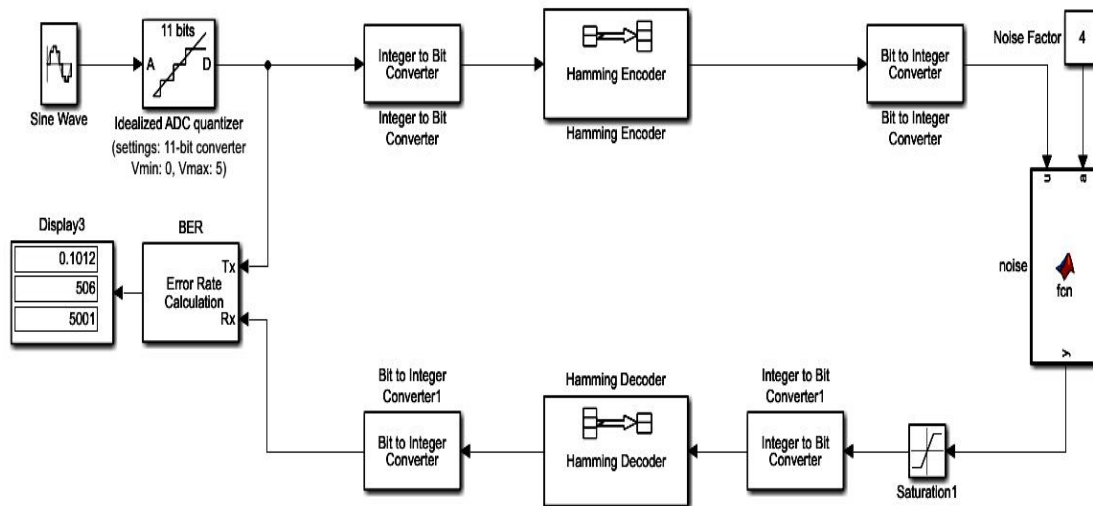 11 bits
A
D
Sine Wave
Idealized ADC quantizer
(settings: 11-bit converter
Vmin: 0, Vmax: 5)
Integer to Bit
Converter
Integer to Bit
Converter
Hamming Encoder
Hamming Encoder
Bit to Integer
Converter
Bit to Integer
Converter
Noise Factor
4
u
a
noise
fcn
y
Display3
0.1012
506
5001
BER
Tx
Error Rate
Calculation
Rx
Bit to Integer
Converter1
Bit to Integer
Converter
Hamming Decoder
Hamming Decoder
Integer to Bit
Converter1
Integer to Bit
Converter
Saturation1